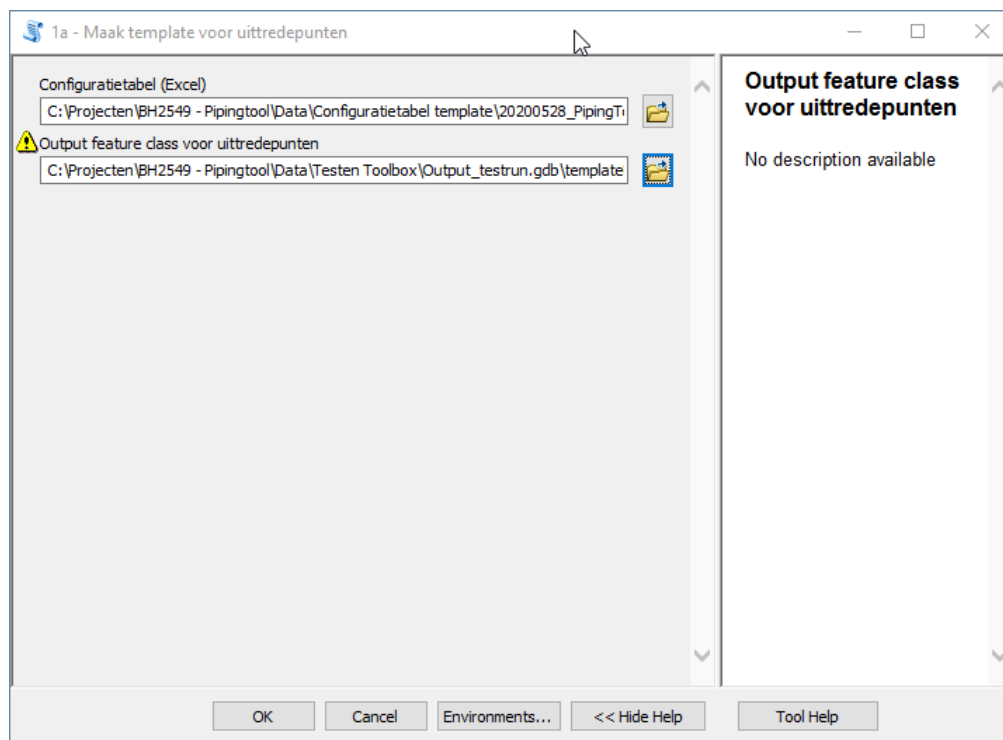 1a - Maak template voor uittredepunten
Configuratietabel (Excel)
C:\Projecten\BH2549 - Pipingtool\Data\Configuratietabel template\20200528_PipingT
Output feature class voor uittredepunten
C:\Projecten\BH2549 - Pipingtool\Data\Testen Toolbox\Output_testrun.gdb\template
Output feature class
voor uittredepunten
No description available
OK
Cancel
Environments...
<< Hide Help
Tool Help